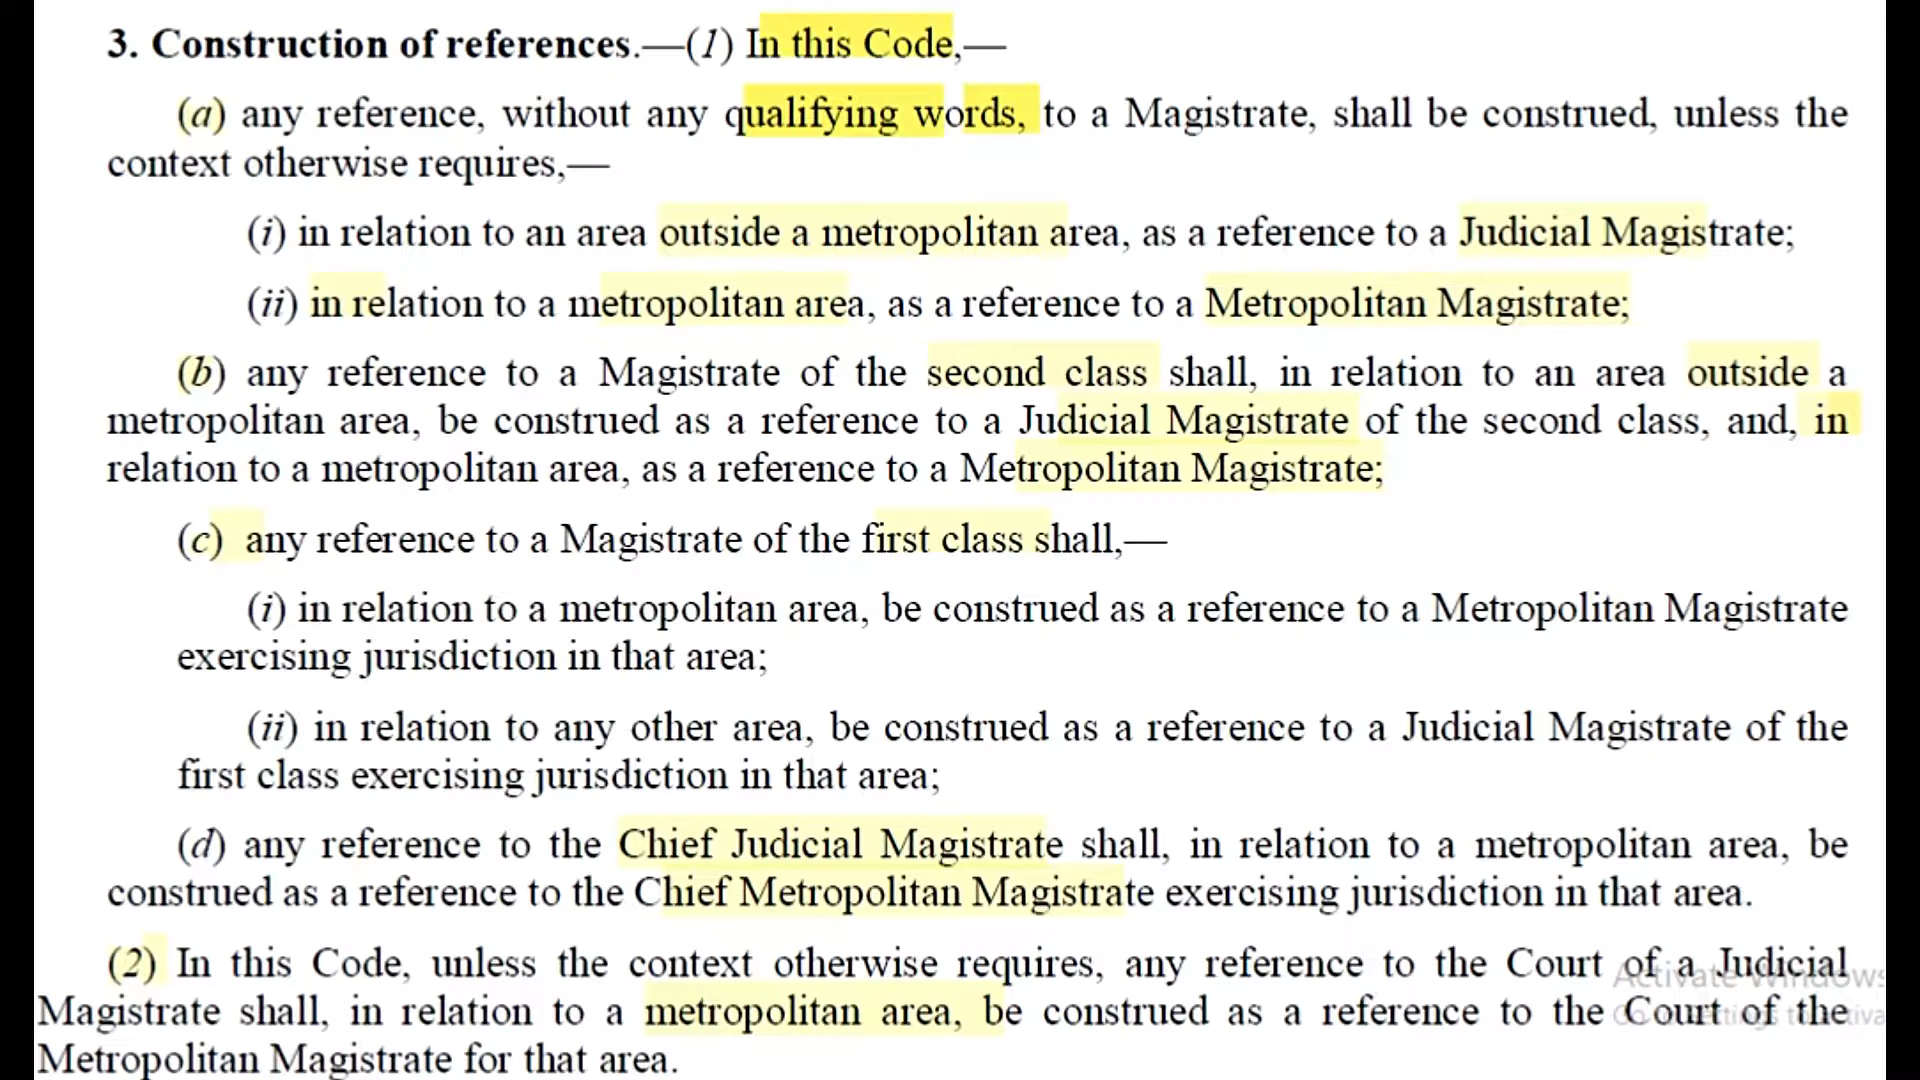 3. Construction of references.—(1) In this Code,—
(a) any reference, without any qualifying words, to a Magistrate, shall be construed, unless the
context otherwise requires,—
(i) in relation to an area outside a metropolitan area, as a reference to a Judicial Magistrate;
(ii) in relation to a metropolitan area, as a reference to a Metropolitan Magistrate;
(b) any reference to a Magistrate of the second class shall, in relation to an area outside a
metropolitan area, be construed as a reference to a Judicial Magistrate of the second class, and, in
relation to a metropolitan area, as a reference to a Metropolitan Magistrate;
(c) any reference to a Magistrate of the first class shall,—
(i) in relation to a metropolitan area, be construed as a reference to a Metropolitan Magistrate
exercising jurisdiction in that area;
(ii) in relation to any other area, be construed as a reference to a Judicial Magistrate of the
first class exercising jurisdiction in that area;
(d) any reference to the Chief Judicial Magistrate shall, in relation to a metropolitan area, be
construed as a reference to the Chief Metropolitan Magistrate exercising jurisdiction in that area.
(2) In this Code, unless the context otherwise requires, any reference to the Court of a Judicial
Magistrate shall, in relation to a metropolitan area, be construed as a reference to the Court of the
Metropolitan Magistrate for that area.
Activate Windows
Go to Settings to activa